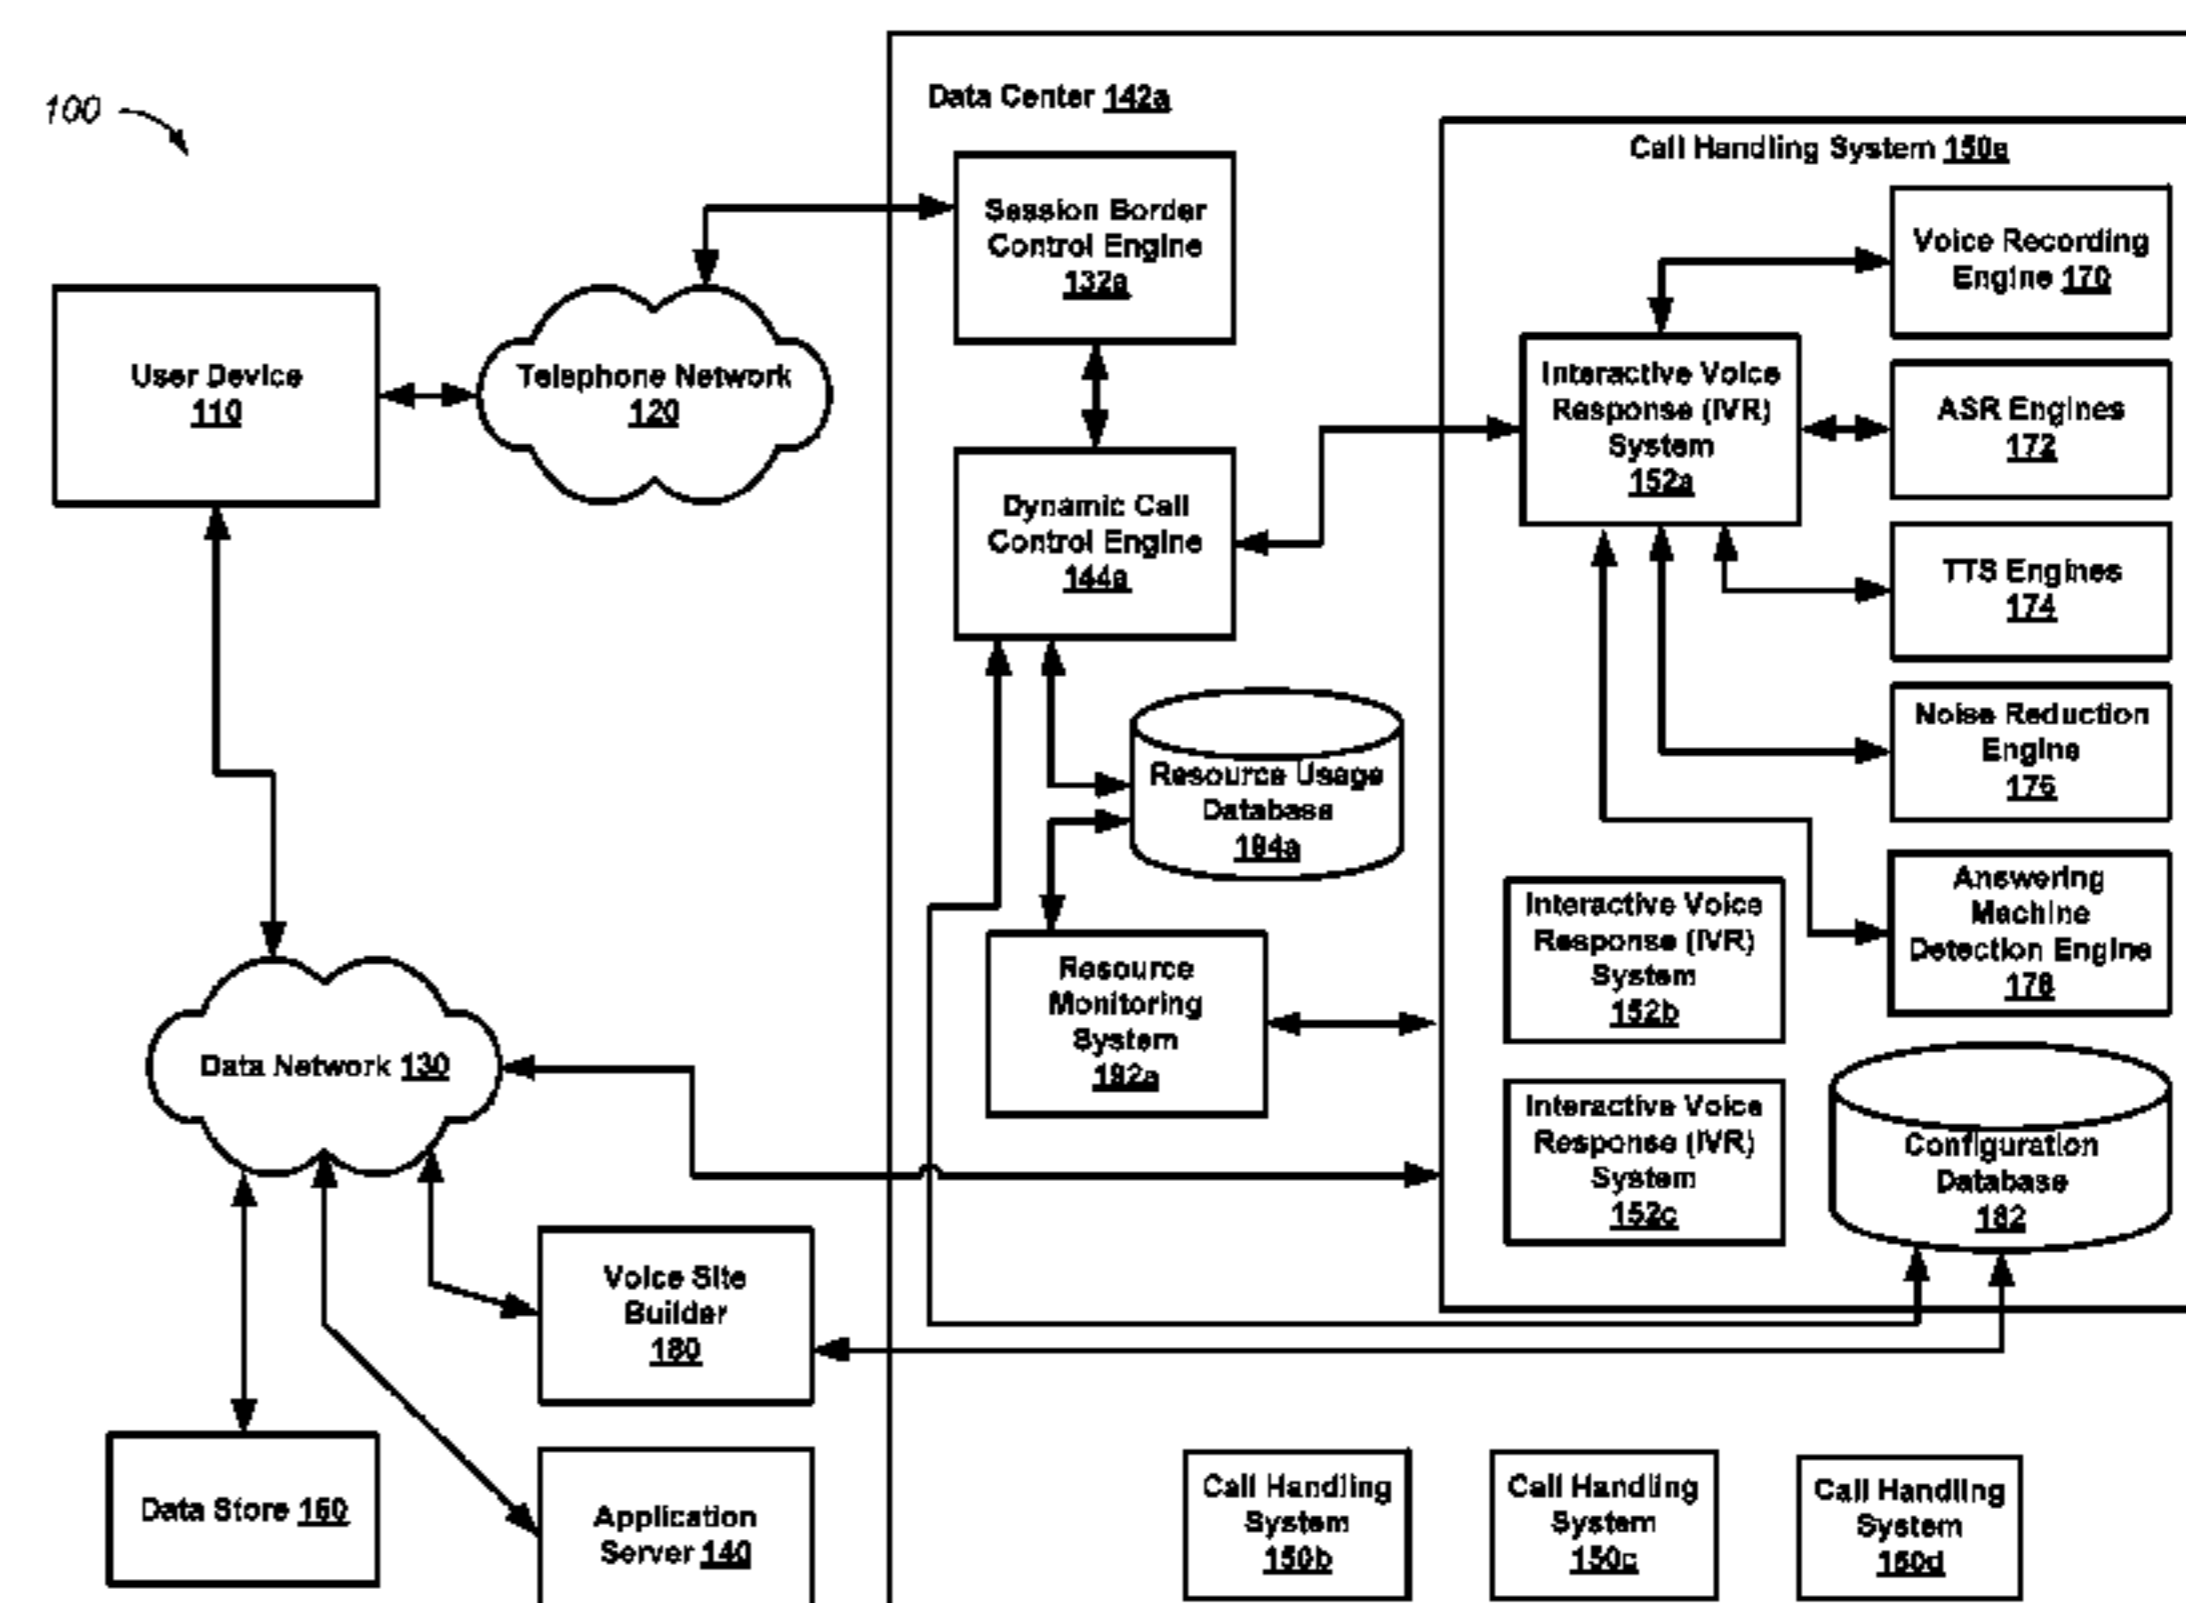 100
Data Center 142a
Call Handling System 150a
Session Border
Control Engine
132a
Voice Recording
Engine 170
User Device
110
Telephone Network
120
Interactive Voice
Response (IVR)
System
152a
ASR Engines
172
Dynamic Call
Control Engine
144a
TTS Engines
174
Noise Reduction
Engine
176
Resource Usage
Database
194a
Answering
Machine
Detection Engine
178
Interactive Voice
Response (IVR)
System
152b
Resource
Monitoring
System
192a
Data Network 130
Interactive Voice
Response (IVR)
System
152c
Configuration
Database
182
Voice Site
Builder
180
Data Store 160
Application
Server 140
Call Handling
System
150b
Call Handling
System
150c
Call Handling
System
150d